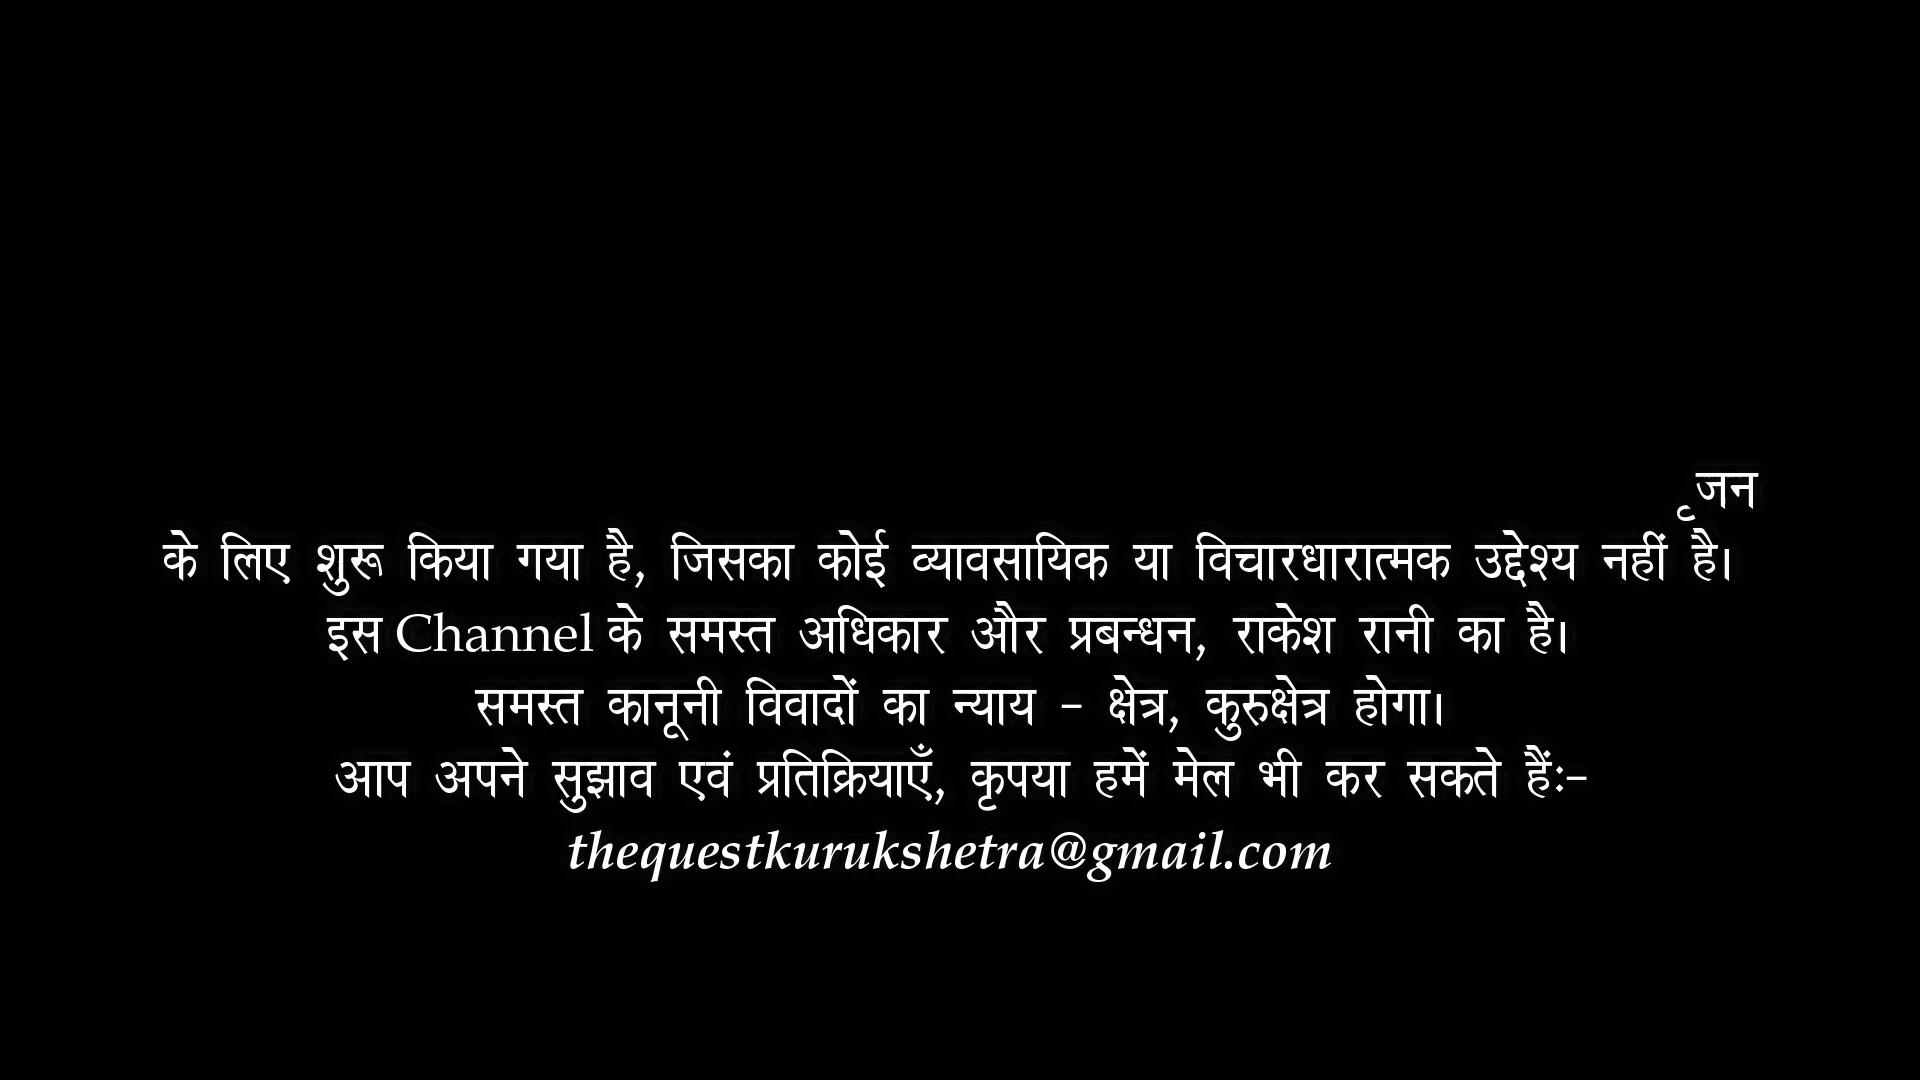 के लिए शुरू किया गया है, जिसका कोई व्यावसायिक या विचारधारात्मक उद्देश्य नहीं है।
इस Channel के समस्त अधिकार और प्रबन्धन, राकेश रानी का है।
समस्त कानूनी विवादों का न्याय - क्षेत्र, कुरुक्षेत्र होगा।
आप अपने सुझाव एवं प्रतिक्रियाएँ, कृपया हमें मेल भी कर सकते हैंः-
thequestkurukshetra@gmail.com